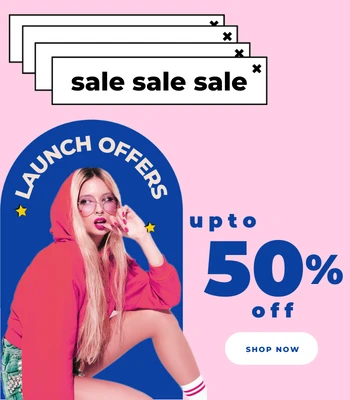 sale sale sale
LAUNCH OFFERS
upto
50%
off
SHOP NOW